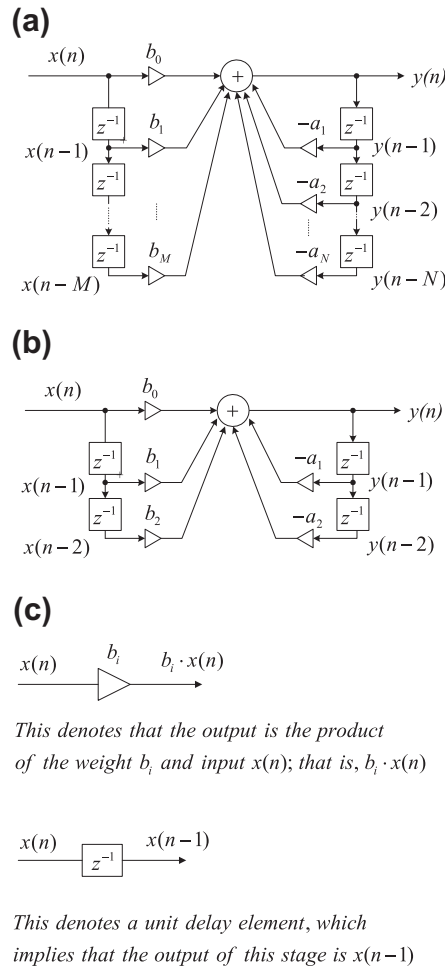 (a)
x(n) b₀ + y(n)
z⁻¹ b₁ −a₁ z⁻¹
x(n−1) y(n−1)
z⁻¹ −a₂ z⁻¹
y(n−2)
z⁻¹ b_M −a_N z⁻¹
x(n−M) y(n−N)
(b)
x(n) b₀ + y(n)
z⁻¹ b₁ −a₁ z⁻¹
x(n−1) y(n−1)
z⁻¹ b₂ −a₂ z⁻¹
x(n−2) y(n−2)
(c)
x(n) bᵢ bᵢ · x(n)
This denotes that the output is the product
of the weight bᵢ and input x(n); that is, bᵢ · x(n)
x(n) z⁻¹ x(n−1)
This denotes a unit delay element, which
implies that the output of this stage is x(n−1)